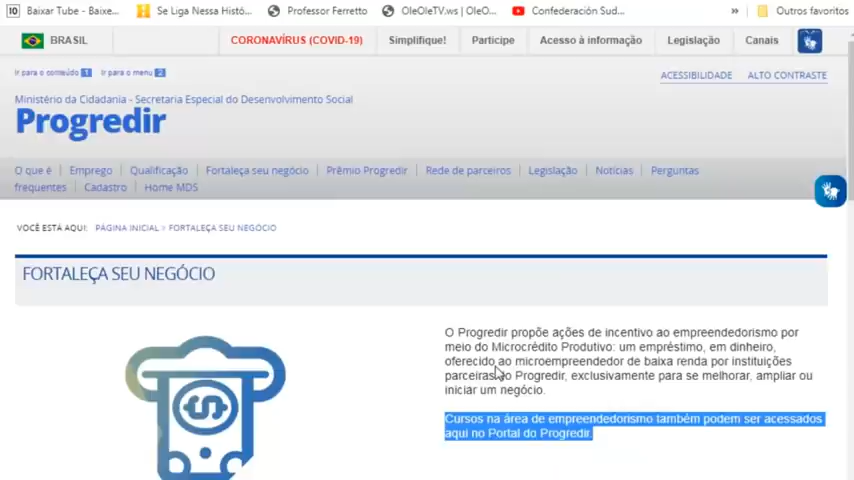 Baixar Tube - Baixe... Se Liga Nessa Histó... Professor Ferretto OleOleTV.ws | OleO... Confederación Sud... » Outros favoritos
BRASIL CORONAVÍRUS (COVID-19) Simplifique! Participe Acesso à informação Legislação Canais
Ir para o conteúdo 1 Ir para o menu 2 ACESSIBILIDADE ALTO CONTRASTE
Ministério da Cidadania - Secretaria Especial do Desenvolvimento Social
Progredir
O que é Emprego Qualificação Fortaleça seu negócio Prêmio Progredir Rede de parceiros Legislação Notícias Perguntas
frequentes Cadastro Home MDS
VOCÊ ESTÁ AQUI: PÁGINA INICIAL > FORTALEÇA SEU NEGÓCIO
FORTALEÇA SEU NEGÓCIO
O Progredir propõe ações de incentivo ao empreendedorismo por
meio do Microcrédito Produtivo: um empréstimo, em dinheiro,
oferecido ao microempreendedor de baixa renda por instituições
parceiras do Progredir, exclusivamente para se melhorar, ampliar ou
iniciar um negócio.
Cursos na área de empreendedorismo também podem ser acessados
aqui no Portal do Progredir.